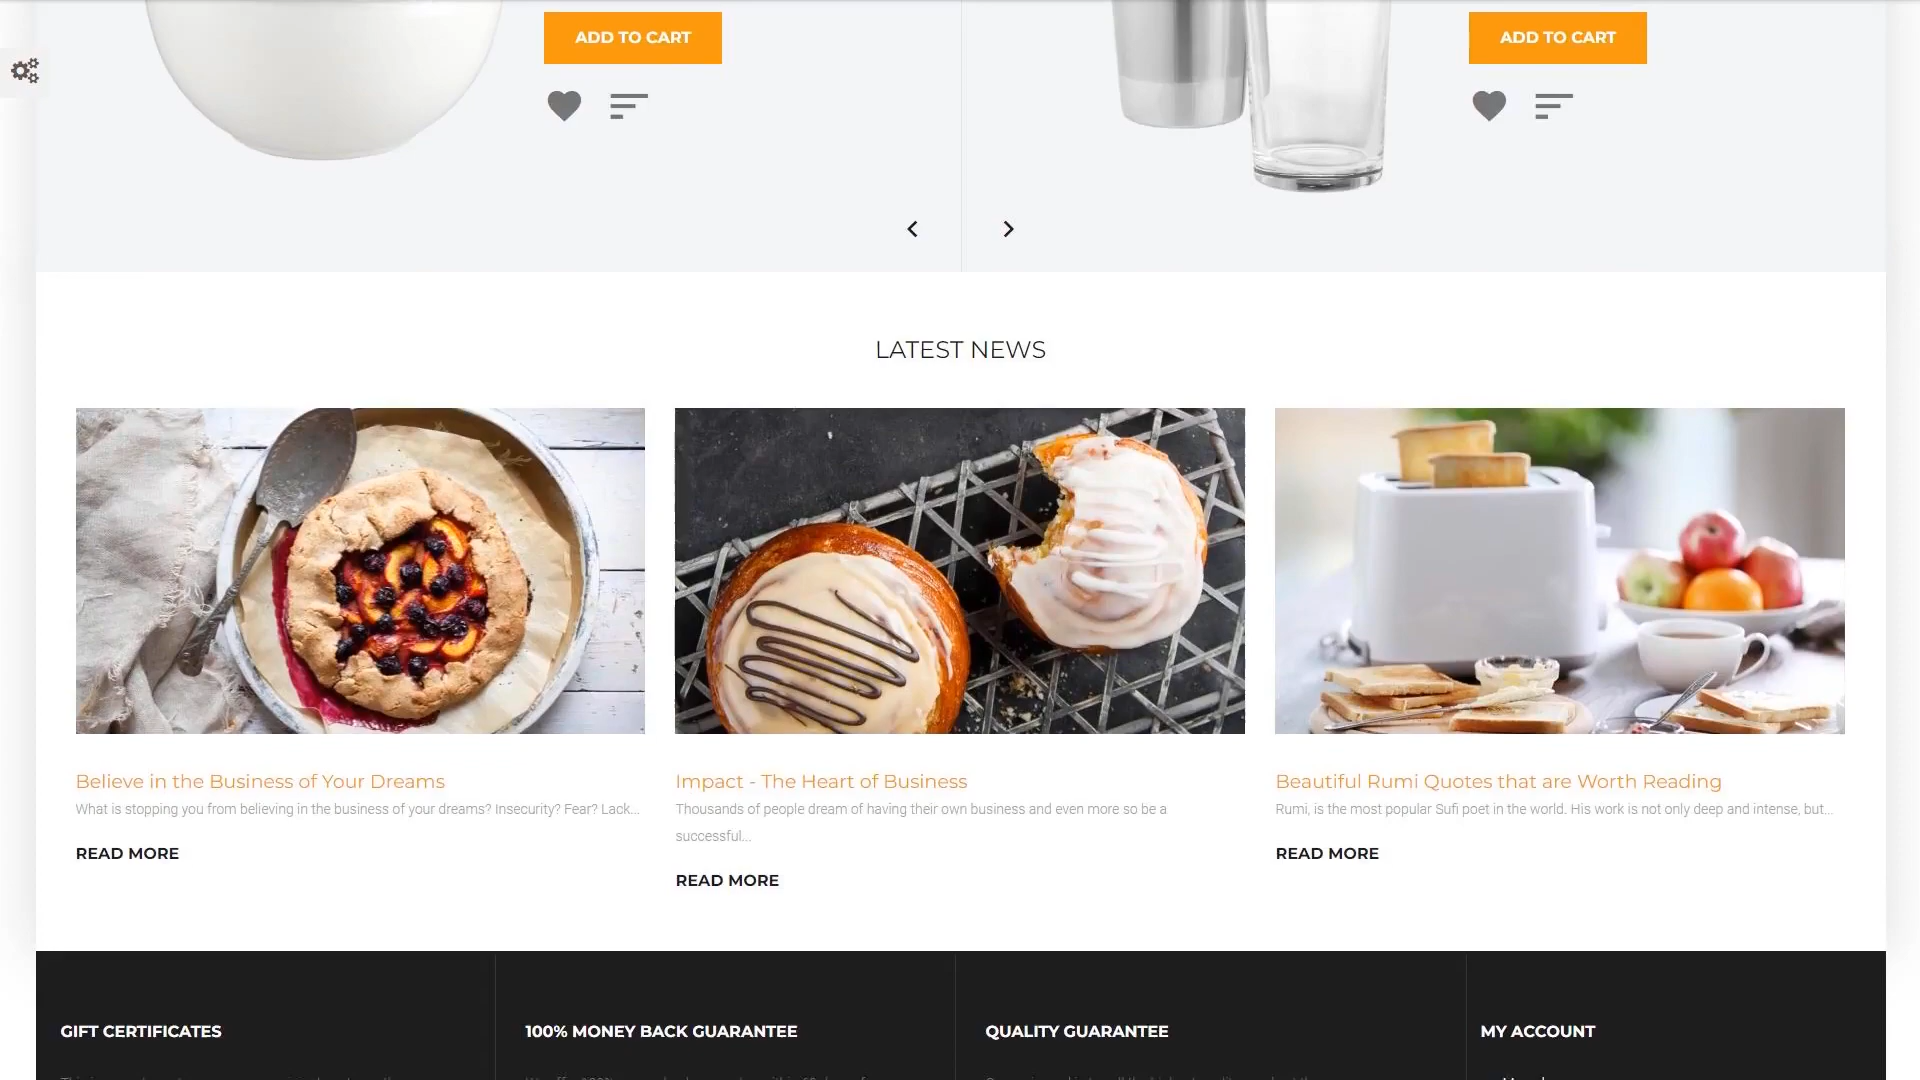 ADD TO CART
ADD TO CART
LATEST NEWS
Believe in the Business of Your Dreams
What is stopping you from believing in the business of your dreams? Insecurity? Fear? Lack...
READ MORE
Impact - The Heart of Business
Thousands of people dream of having their own business and even more so be a
successful...
READ MORE
Beautiful Rumi Quotes that are Worth Reading
Rumi, is the most popular Sufi poet in the world. His work is not only deep and intense, but...
READ MORE
GIFT CERTIFICATES
100% MONEY BACK GUARANTEE
QUALITY GUARANTEE
MY ACCOUNT